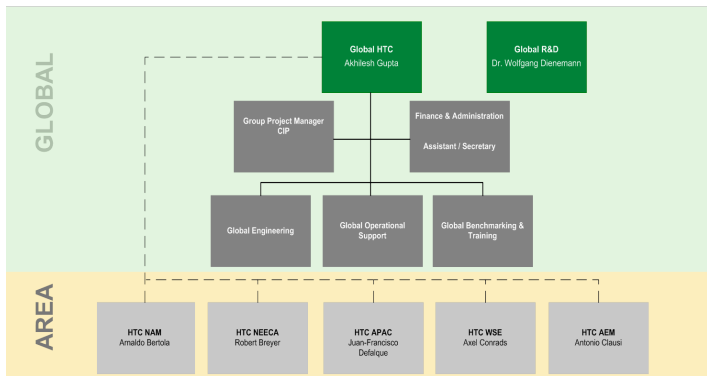 GLOBAL
Global HTC
Akhilesh Gupta
Global R&D
Dr. Wolfgang Dienemann
Group Project Manager
CIP
Finance & Administration
Assistant / Secretary
Global Engineering
Global Operational
Support
Global Benchmarking &
Training
AREA
HTC NAM
Arnaldo Bertola
HTC NEECA
Robert Breyer
HTC APAC
Juan-Francisco
Defalque
HTC WSE
Axel Conrads
HTC AEM
Antonio Clausi